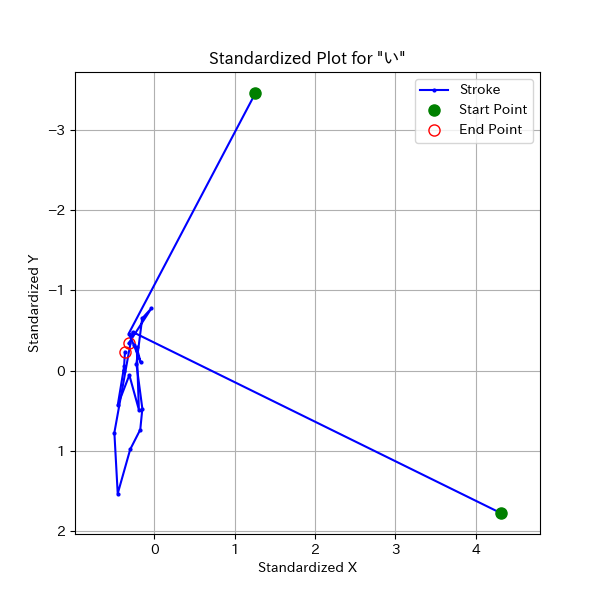 Standardized Plot for "い"
Stroke
Start Point
End Point
−3
−2
−1
0
1
2
Standardized Y
0
1
2
3
4
Standardized X